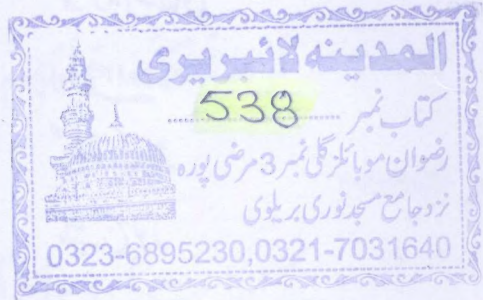 المدینہ لائبریری
کتاب نمبر 538
رضوان موبائلز گلی نمبر 3 مرضی پورہ
نزد جامع مسجد نوری بریلوی
0323-6895230,0321-7031640